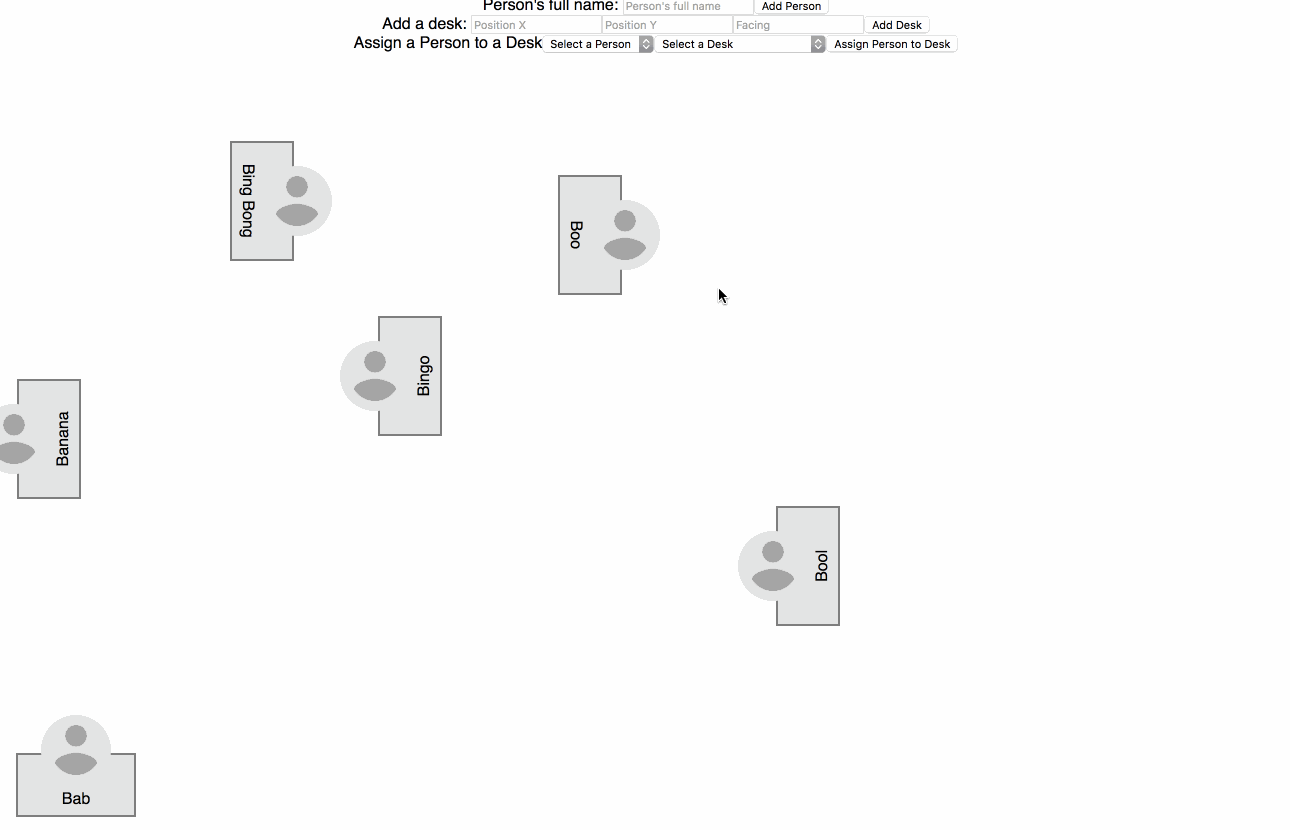 Person's full name: Person's full name Add Person
Add a desk: Position X Position Y Facing Add Desk
Assign a Person to a Desk Select a Person Select a Desk Assign Person to Desk
Bing Bong
Boo
Bingo
Banana
Bool
Bab